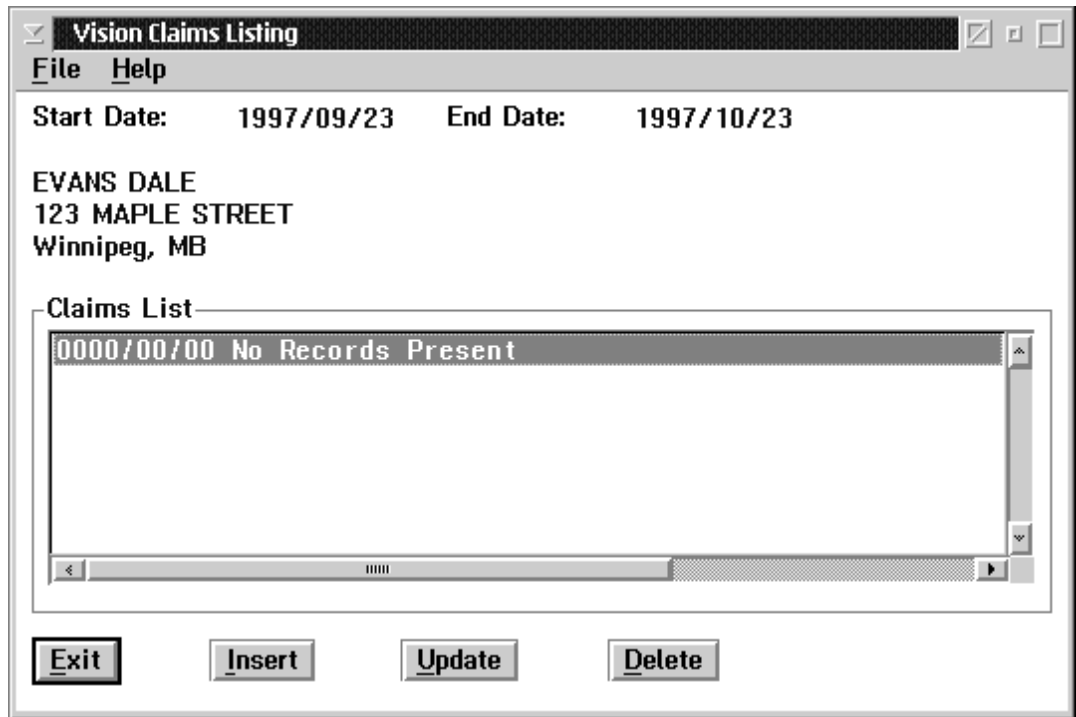 Vision Claims Listing
File Help
Start Date: 1997/09/23 End Date: 1997/10/23
EVANS DALE
123 MAPLE STREET
Winnipeg, MB
Claims List
0000/00/00 No Records Present
Exit Insert Update Delete